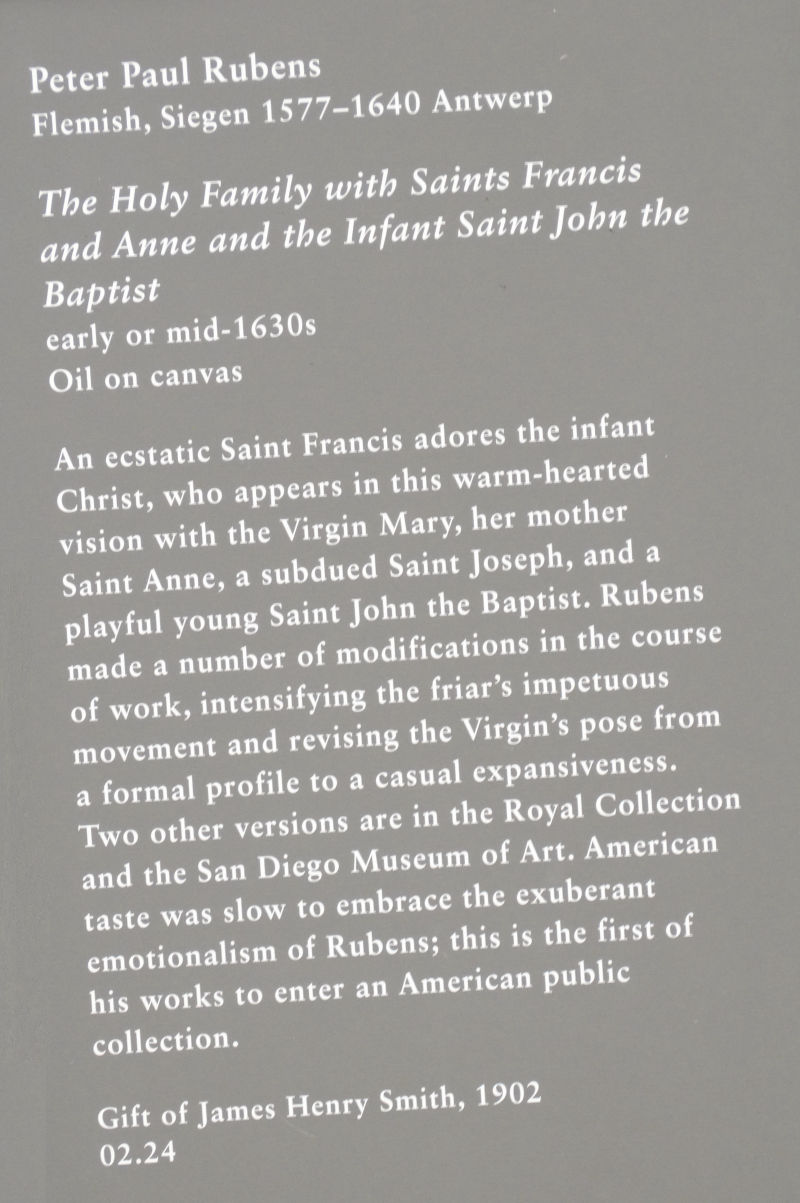 Peter Paul Rubens
Flemish, Siegen 1577–1640 Antwerp
The Holy Family with Saints Francis
and Anne and the Infant Saint John the
Baptist
early or mid-1630s
Oil on canvas
An ecstatic Saint Francis adores the infant
Christ, who appears in this warm-hearted
vision with the Virgin Mary, her mother
Saint Anne, a subdued Saint Joseph, and a
playful young Saint John the Baptist. Rubens
made a number of modifications in the course
of work, intensifying the friar’s impetuous
movement and revising the Virgin’s pose from
a formal profile to a casual expansiveness.
Two other versions are in the Royal Collection
and the San Diego Museum of Art. American
taste was slow to embrace the exuberant
emotionalism of Rubens; this is the first of
his works to enter an American public
collection.
Gift of James Henry Smith, 1902
02.24